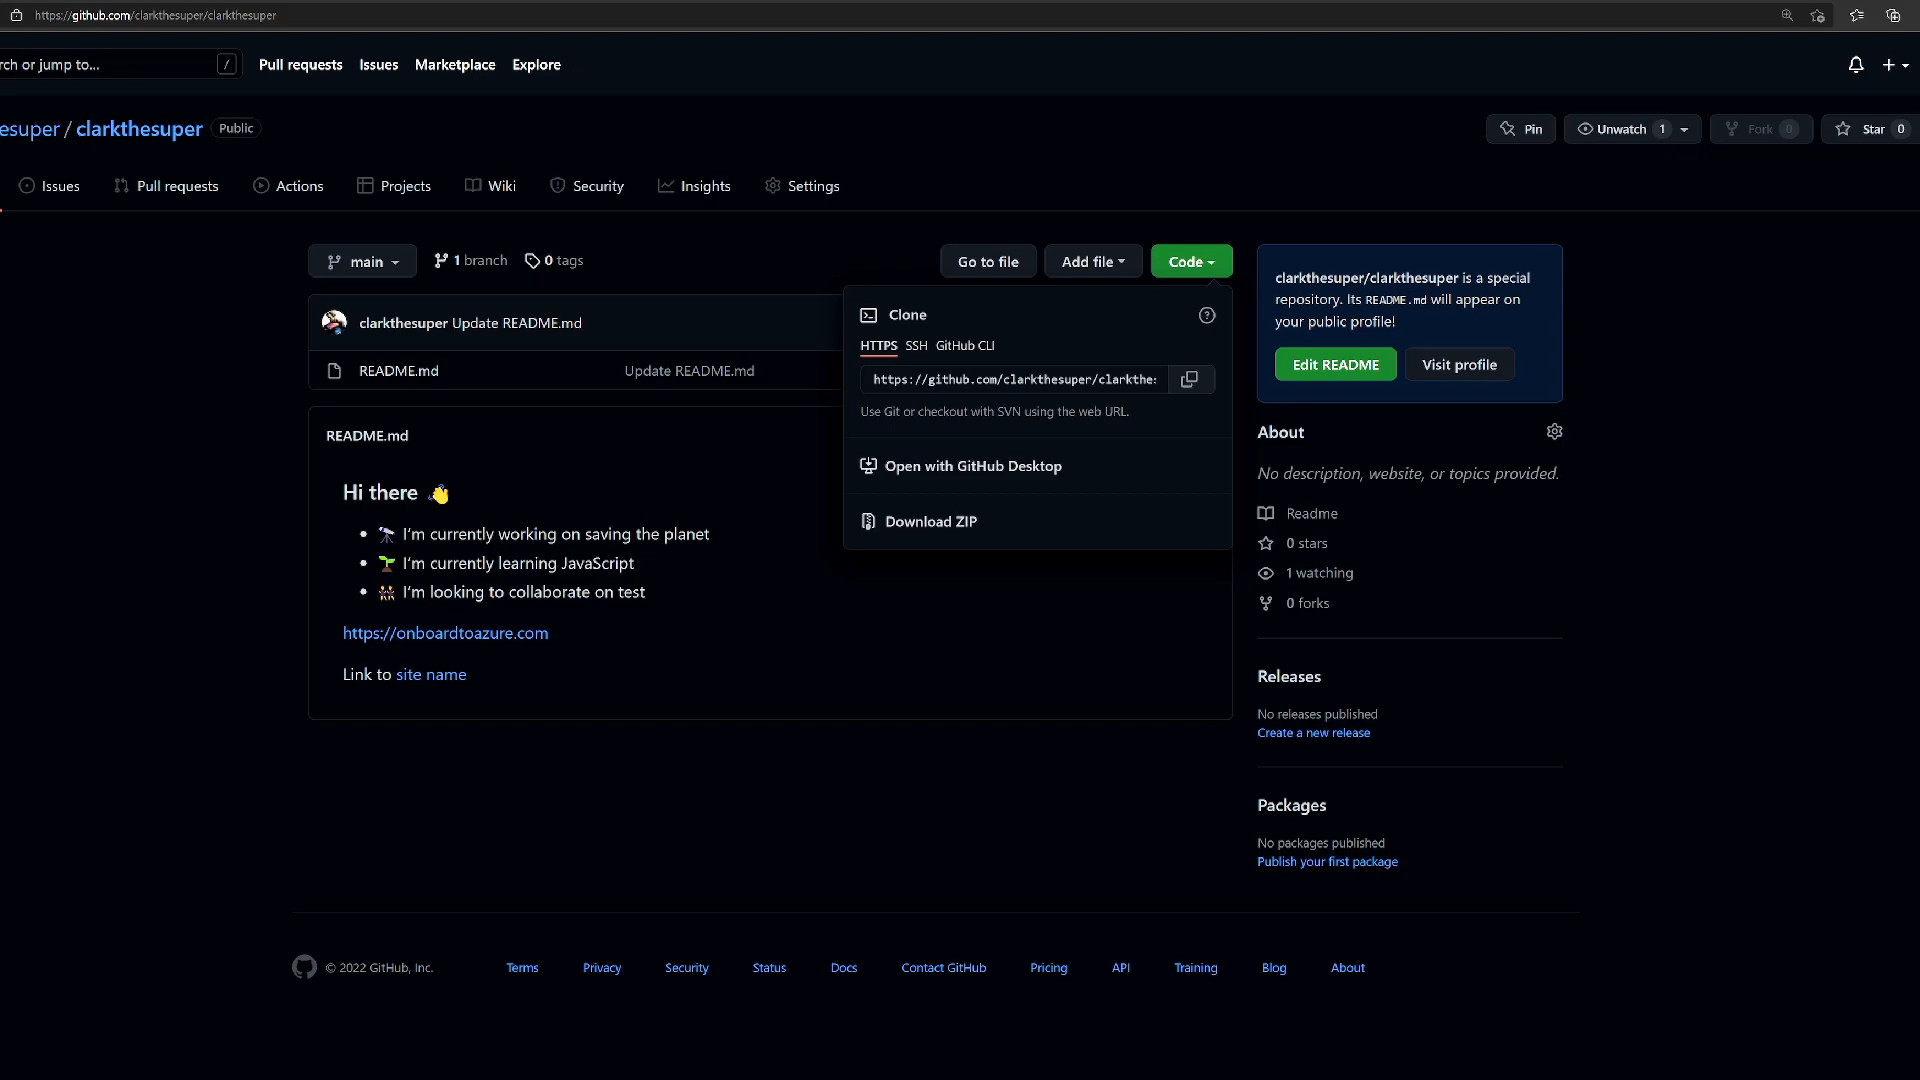 https://github.com/clarkthesuper/clarkthesuper
rch or jump to... / Pull requests Issues Marketplace Explore
esuper / clarkthesuper Public Pin Unwatch 1 Fork 0 Star 0
Issues Pull requests Actions Projects Wiki Security Insights Settings
main 1 branch 0 tags Go to file Add file Code
clarkthesuper Update README.md
README.md Update README.md
Clone
HTTPS SSH GitHub CLI
https://github.com/clarkthesuper/clarkthe
Use Git or checkout with SVN using the web URL.
Open with GitHub Desktop
Download ZIP
README.md
Hi there 👋
• 🔭 I'm currently working on saving the planet
• 🌱 I'm currently learning JavaScript
• 👯 I'm looking to collaborate on test
https://onboardtoazure.com
Link to site name
clarkthesuper/clarkthesuper is a special
repository. Its README.md will appear on
your public profile!
Edit README Visit profile
About
No description, website, or topics provided.
Readme
0 stars
1 watching
0 forks
Releases
No releases published
Create a new release
Packages
No packages published
Publish your first package
© 2022 GitHub, Inc. Terms Privacy Security Status Docs Contact GitHub Pricing API Training Blog About